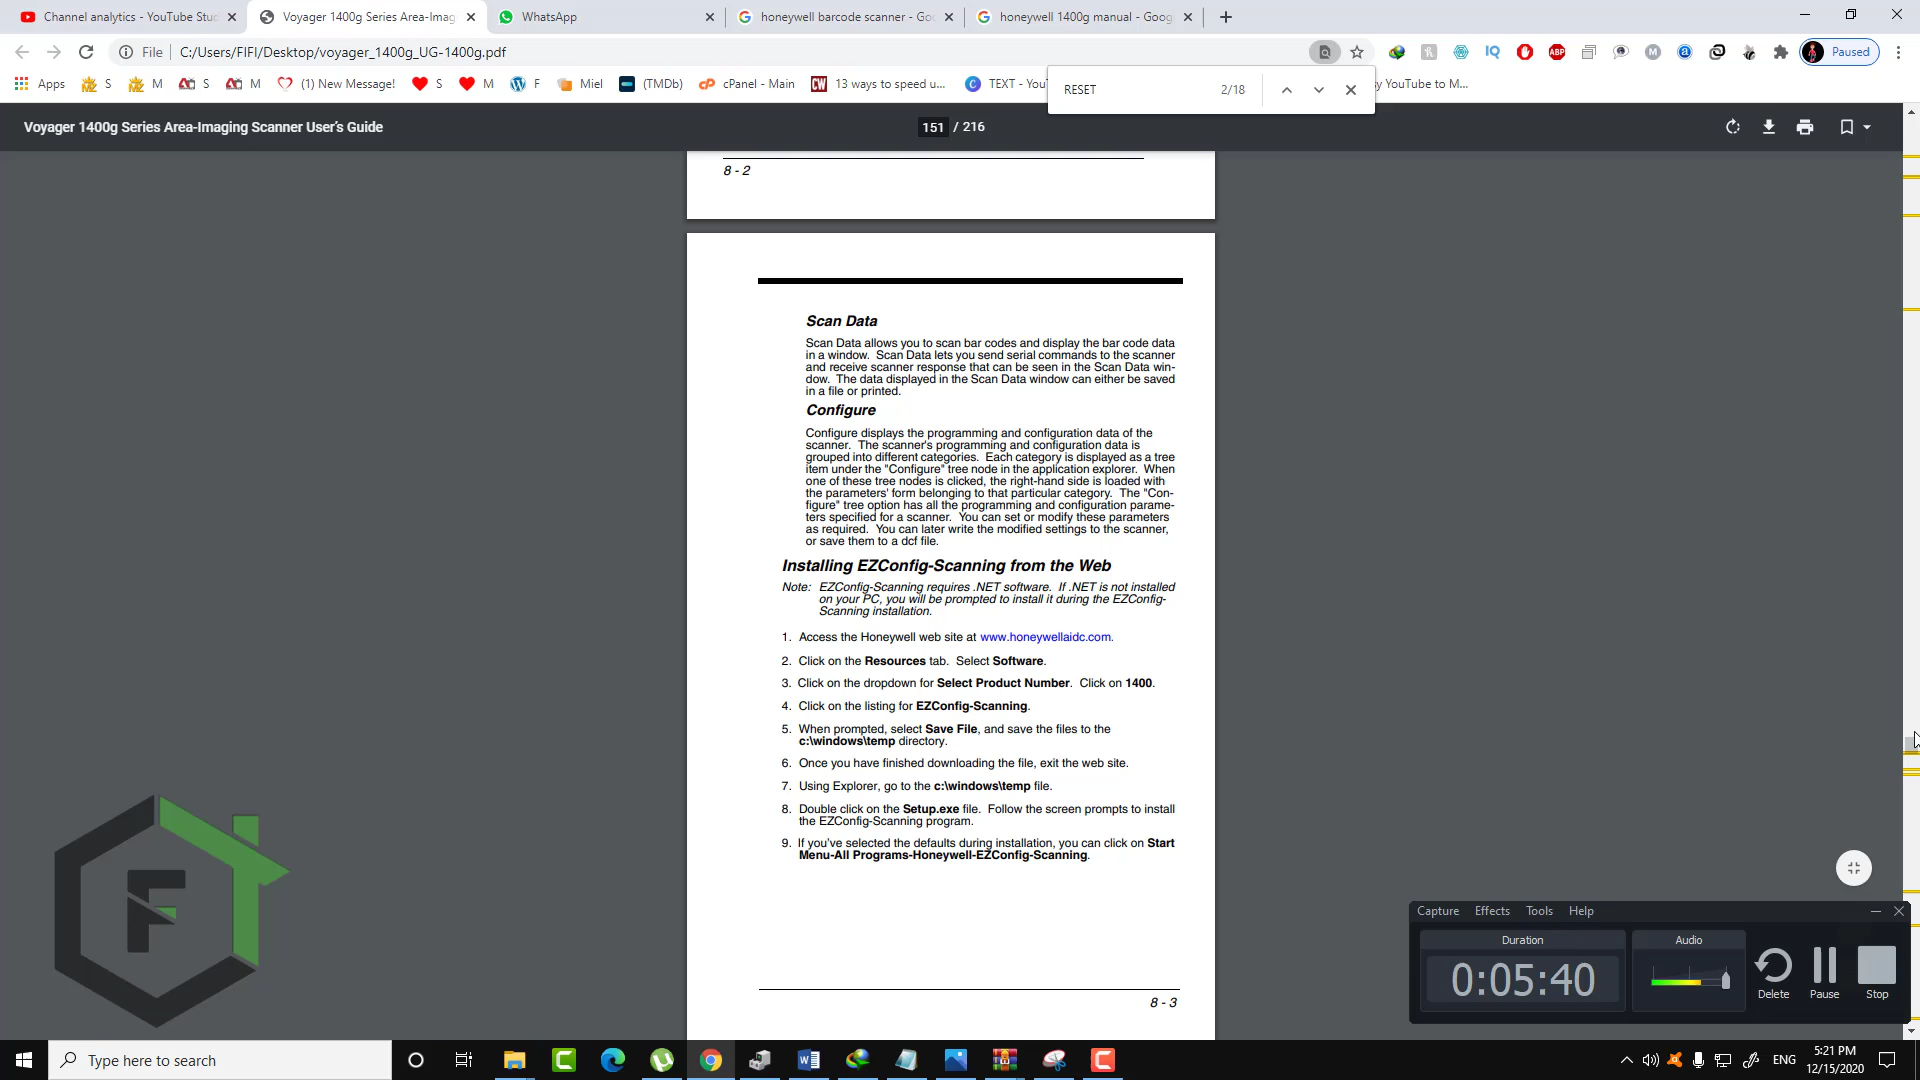 Channel analytics - YouTube Stu
Voyager 1400g Series Area-Imag
WhatsApp
honeywell barcode scanner - Goo
honeywell 1400g manual - Goog
File
C:/Users/FIFI/Desktop/voyager_1400g_UG-1400g.pdf
IQ
ABP
M
a
Paused
Apps
S
M
S
M
(1) New Message!
S
M
F
Miel
(TMDb)
cPanel - Main
13 ways to speed u...
TEXT - You
y YouTube to M...
RESET
2/18
Voyager 1400g Series Area-Imaging Scanner User's Guide
151 / 216
8 - 2
Scan Data
Scan Data allows you to scan bar codes and display the bar code data
in a window. Scan Data lets you send serial commands to the scanner
and receive scanner response that can be seen in the Scan Data win-
dow. The data displayed in the Scan Data window can either be saved
in a file or printed.
Configure
Configure displays the programming and configuration data of the
scanner. The scanner's programming and configuration data is
grouped into different categories. Each category is displayed as a tree
item under the "Configure" tree node in the application explorer. When
one of these tree nodes is clicked, the right-hand side is loaded with
the parameters' form belonging to that particular category. The "Con-
figure" tree option has all the programming and configuration parame-
ters specified for a scanner. You can set or modify these parameters
as required. You can later write the modified settings to the scanner,
or save them to a dcf file.
Installing EZConfig-Scanning from the Web
Note: EZConfig-Scanning requires .NET software. If .NET is not installed
on your PC, you will be prompted to install it during the EZConfig-
Scanning installation.
1. Access the Honeywell web site at www.honeywellaidc.com.
2. Click on the Resources tab. Select Software.
3. Click on the dropdown for Select Product Number. Click on 1400.
4. Click on the listing for EZConfig-Scanning.
5. When prompted, select Save File, and save the files to the
c:\windows\temp directory.
6. Once you have finished downloading the file, exit the web site.
7. Using Explorer, go to the c:\windows\temp file.
8. Double click on the Setup.exe file. Follow the screen prompts to install
the EZConfig-Scanning program.
9. If you've selected the defaults during installation, you can click on Start
Menu-All Programs-Honeywell-EZConfig-Scanning.
8 - 3
F
Capture
Effects
Tools
Help
Duration
Audio
0:05:40
Delete
Pause
Stop
Type here to search
ENG
5:21 PM
12/15/2020